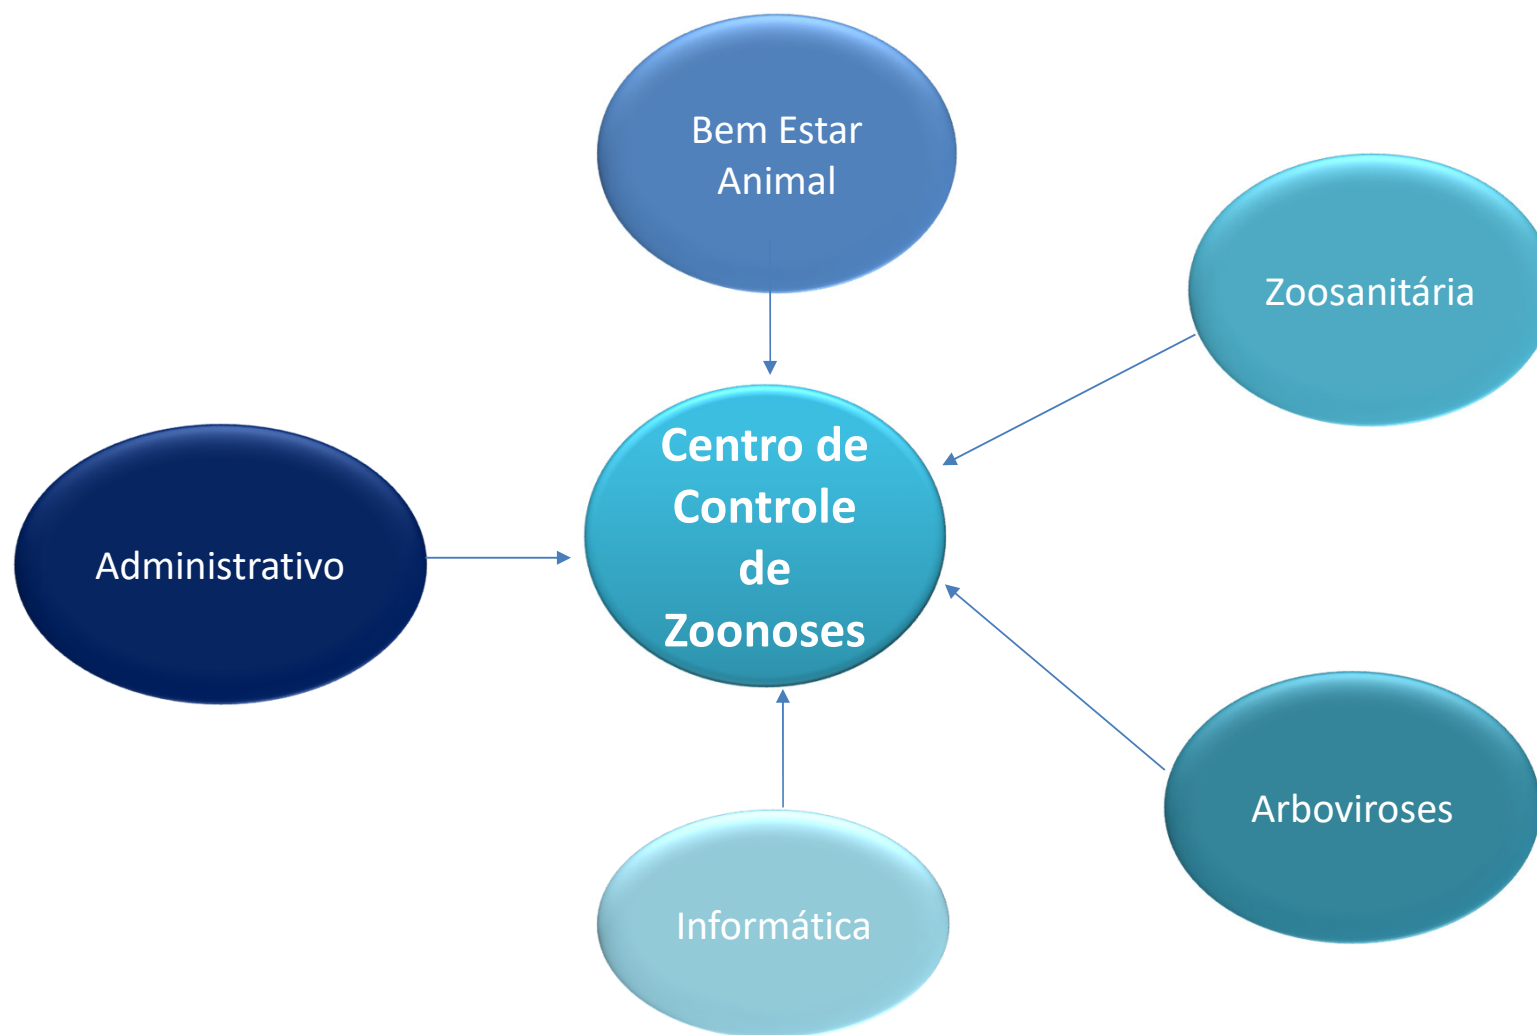 Bem Estar
Animal
Zoosanitária
Centro de
Controle
de
Zoonoses
Administrativo
Arboviroses
Informática